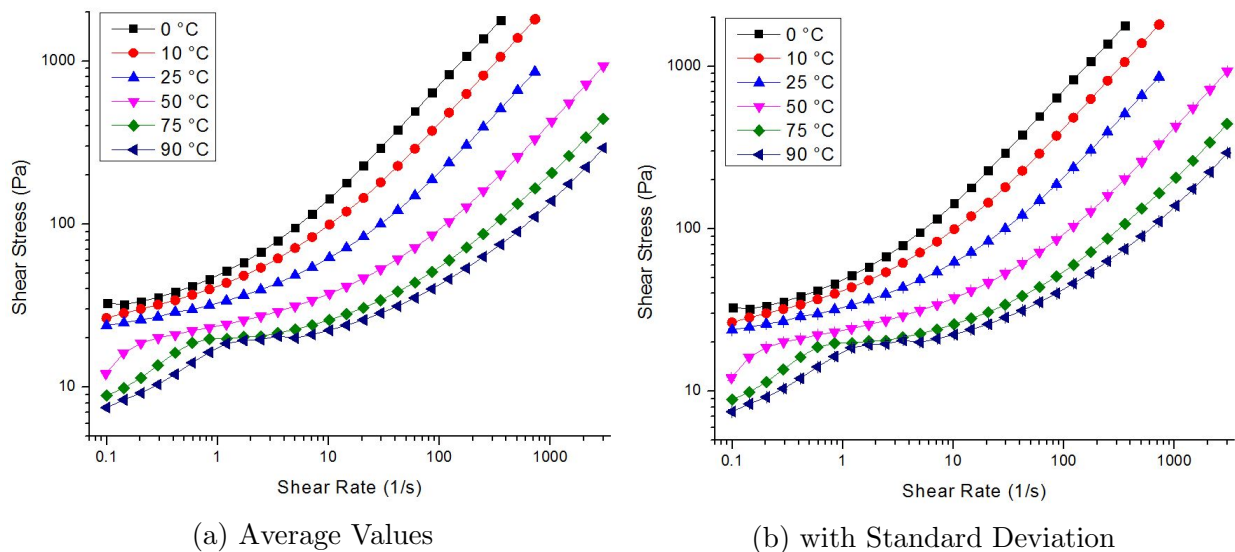 0 °C
10 °C
25 °C
50 °C
75 °C
90 °C
1000
100
10
Shear Stress (Pa)
0.1
1
10
100
1000
Shear Rate (1/s)
(a) Average Values
0 °C
10 °C
25 °C
50 °C
75 °C
90 °C
1000
100
10
Shear Stress (Pa)
0.1
1
10
100
1000
Shear Rate (1/s)
(b) with Standard Deviation